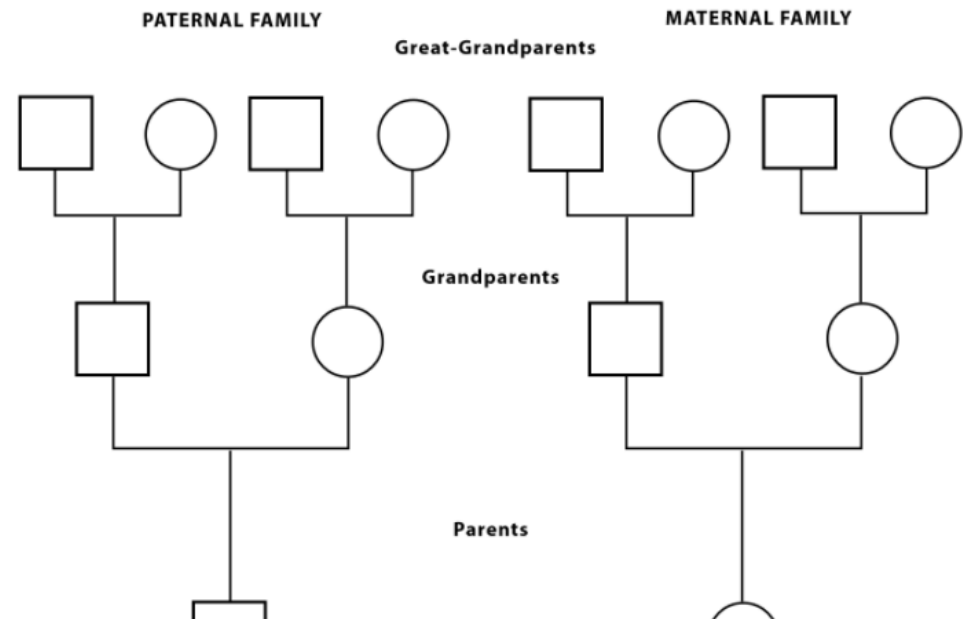 PATERNAL FAMILY
MATERNAL FAMILY
Great-Grandparents
Grandparents
Parents